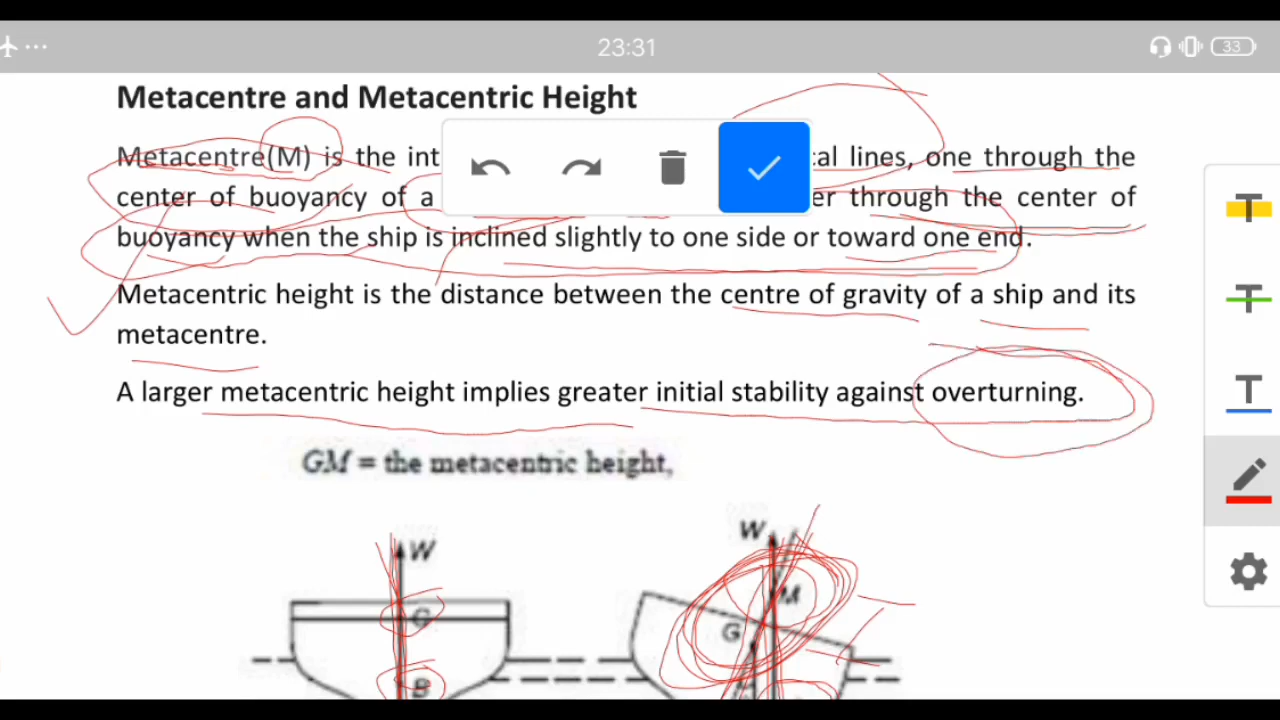 23:31
33
Metacentre and Metacentric Height
Metacentre(M) is the int al lines, one through the
center of buoyancy of a er through the center of
buoyancy when the ship is inclined slightly to one side or toward one end.
Metacentric height is the distance between the centre of gravity of a ship and its
metacentre.
A larger metacentric height implies greater initial stability against overturning.
GM = the metacentric height,
W
W
M
G
G
B
T
T
T